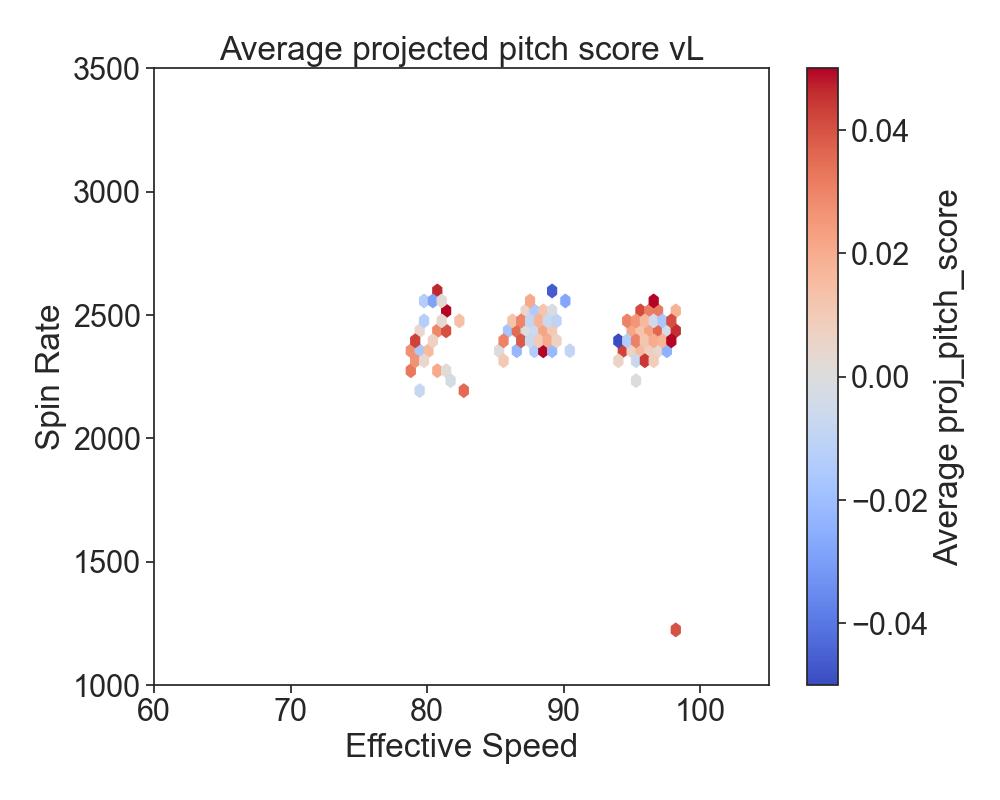 Average projected pitch score vL
3500
3000
2500
2000
1500
1000
Spin Rate
60 70 80 90 100
Effective Speed
0.04
0.02
0.00
−0.02
−0.04
Average proj_pitch_score